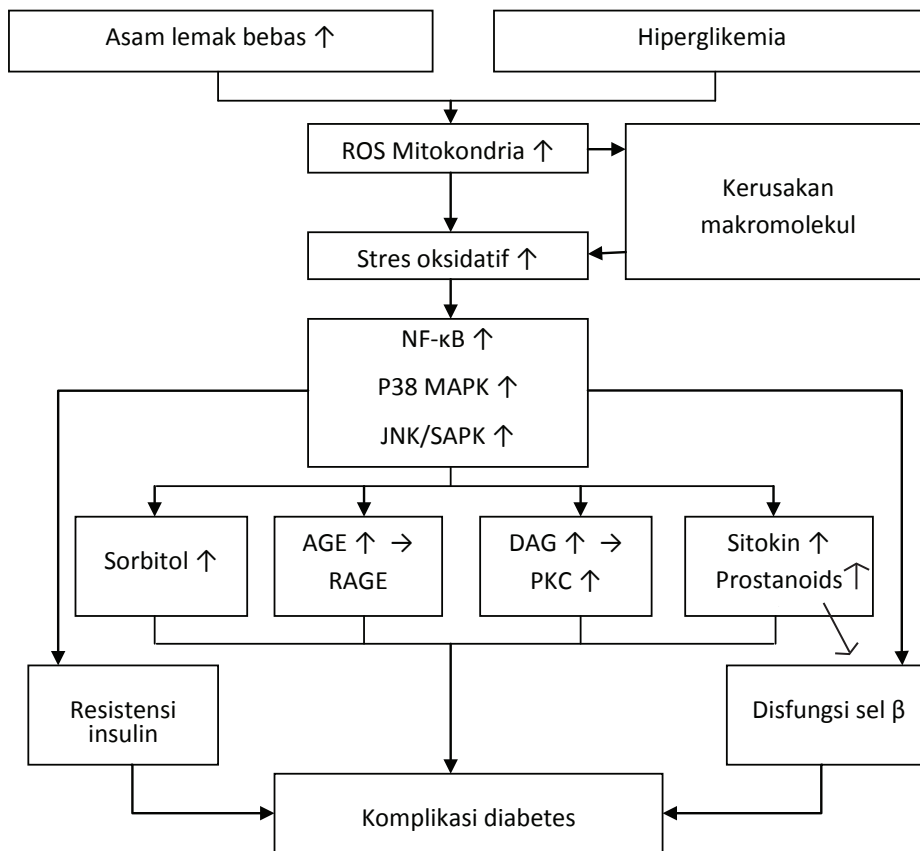 Asam lemak bebas ↑
Hiperglikemia
ROS Mitokondria ↑
Kerusakan
makromolekul
Stres oksidatif ↑
NF-κB ↑
P38 MAPK ↑
JNK/SAPK ↑
Sorbitol ↑
AGE ↑ →
RAGE
DAG ↑ →
PKC ↑
Sitokin ↑
Prostanoids ↑
Resistensi
insulin
Disfungsi sel β
Komplikasi diabetes